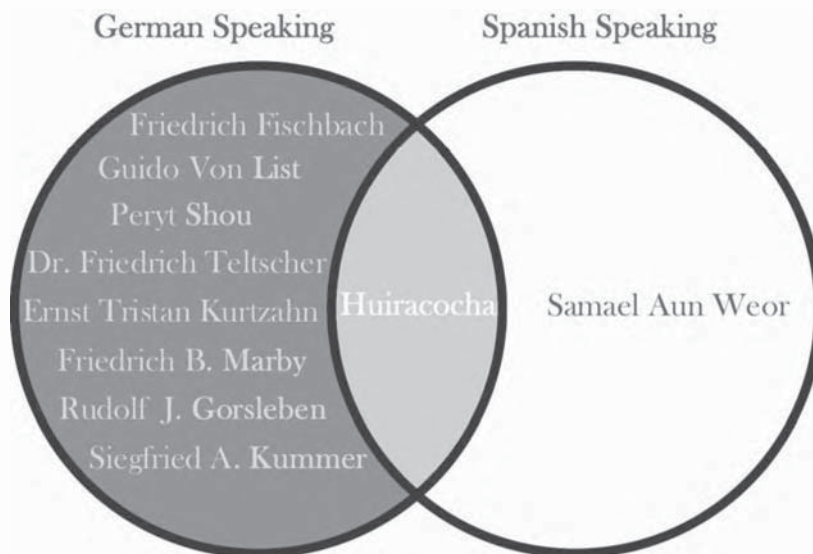 German Speaking
Spanish Speaking
Friedrich Fischbach
Guido Von List
Peryt Shou
Dr. Friedrich Teltscher
Ernst Tristan Kurtzahn
Huiracocha
Samael Aun Weor
Friedrich B. Marby
Rudolf J. Gorsleben
Siegfried A. Kummer